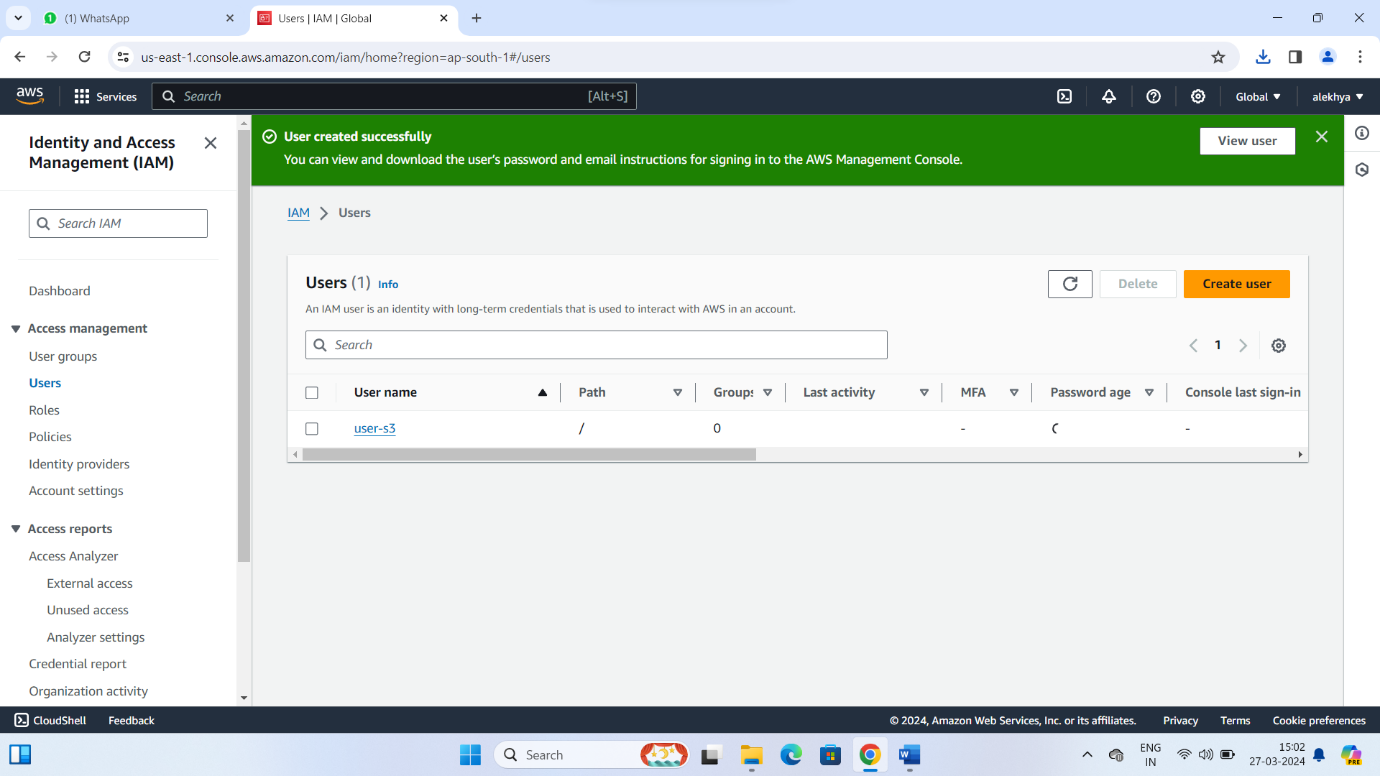 (1) WhatsApp
Users | IAM | Global
us-east-1.console.aws.amazon.com/iam/home?region=ap-south-1#/users
aws
Services
Search
[Alt+S]
Global
alekhya
Identity and Access
Management (IAM)
Search IAM
Dashboard
Access management
User groups
Users
Roles
Policies
Identity providers
Account settings
Access reports
Access Analyzer
External access
Unused access
Analyzer settings
Credential report
Organization activity
User created successfully
You can view and download the user's password and email instructions for signing in to the AWS Management Console.
View user
IAM > Users
Users (1) Info
Delete
Create user
An IAM user is an identity with long-term credentials that is used to interact with AWS in an account.
Search
1
User name Path Groups Last activity MFA Password age Console last sign-in
user-s3 / 0 - -
CloudShell Feedback
© 2024, Amazon Web Services, Inc. or its affiliates. Privacy Terms Cookie preferences
Search
ENG
IN
15:02
27-03-2024
PRE